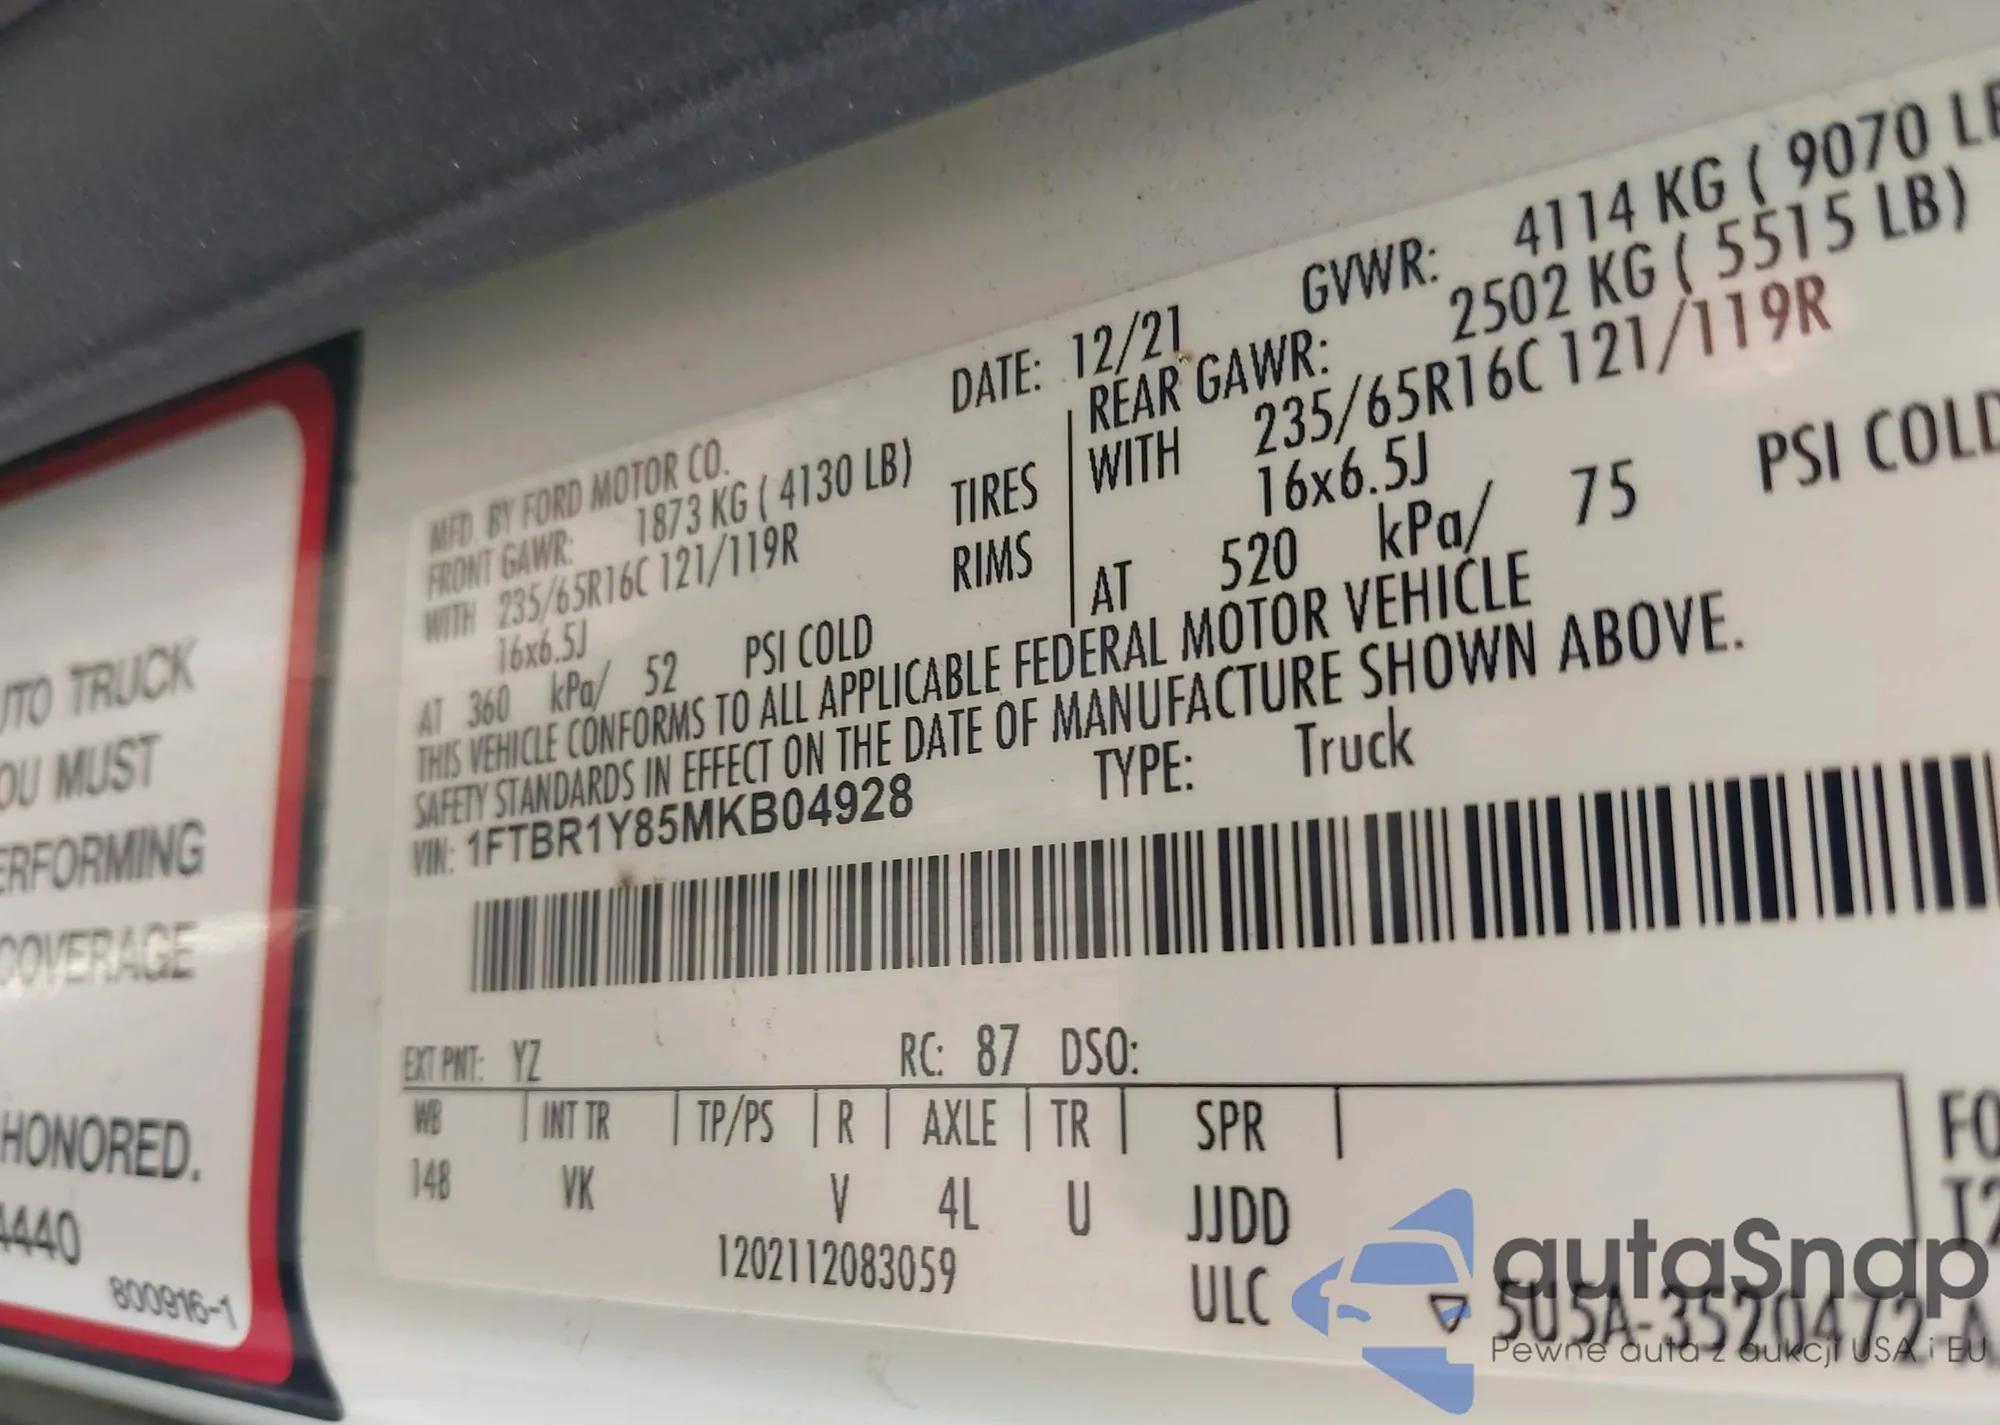 UTO TRUCK
OU MUST
ERFORMING
COVERAGE
HONORED.
4440
800916-1
MFD. BY FORD MOTOR CO.
DATE: 12/21
GVWR: 4114 KG ( 9070 LB
FRONT GAWR: 1873 KG ( 4130 LB)
REAR GAWR: 2502 KG ( 5515 LB)
WITH 235/65R16C 121/119R
TIRES
WITH 235/65R16C 121/119R
16x6.5J
RIMS
16x6.5J
AT 360 kPa/ 52 PSI COLD
AT 520 kPa/ 75 PSI COLD
THIS VEHICLE CONFORMS TO ALL APPLICABLE FEDERAL MOTOR VEHICLE
SAFETY STANDARDS IN EFFECT ON THE DATE OF MANUFACTURE SHOWN ABOVE.
VIN: 1FTBR1Y85MKB04928
TYPE: Truck
EXT PNT: YZ RC: 87 DSO:
WB | INT TR | TP/PS | R | AXLE | TR | SPR |
148 VK V 4L U JJDD
1202112083059 ULC
FO
T2
5U5A-3520472-A
autaSnap
Pewne auta z aukcji USA i EU